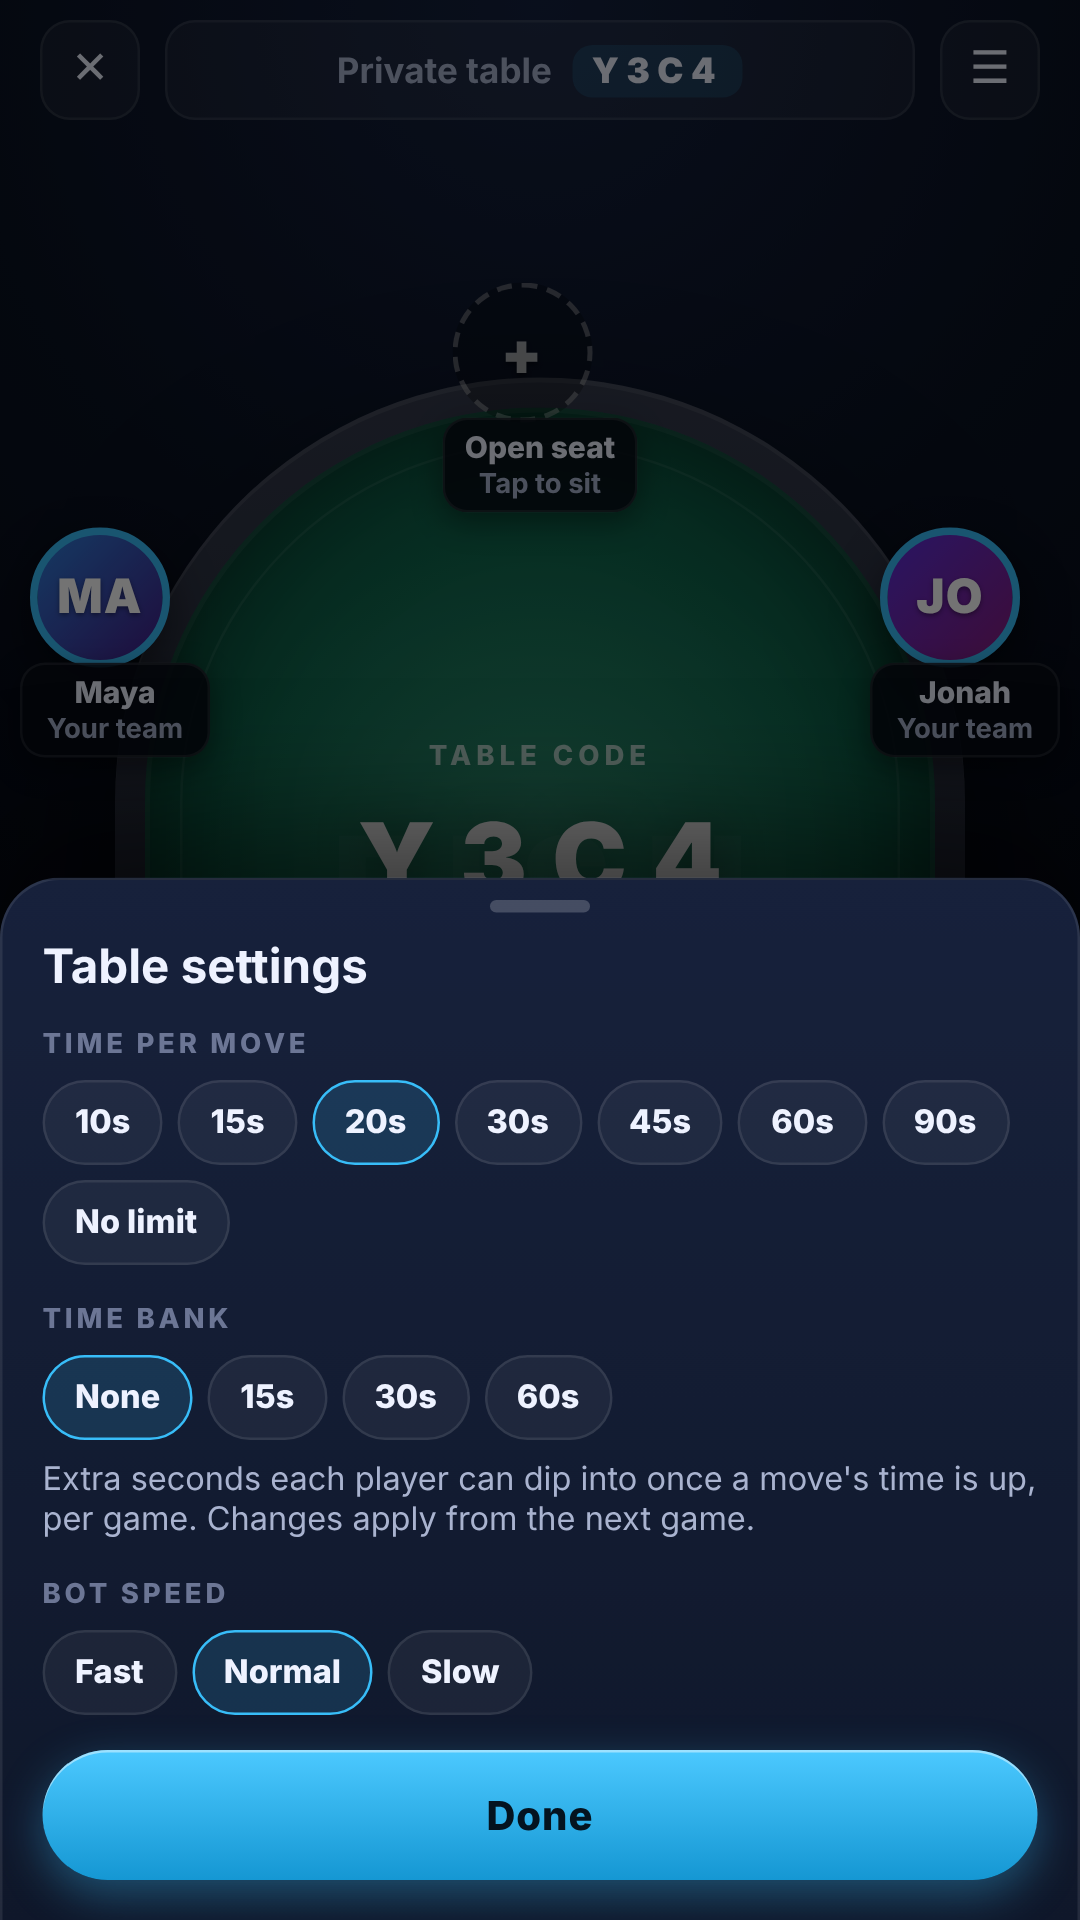 Private table Y3C4
Open seat
Tap to sit
MA
JO
Maya
Your team
Jonah
Your team
TABLE CODE
Y3C4
Table settings
TIME PER MOVE
10s 15s 20s 30s 45s 60s 90s
No limit
TIME BANK
None 15s 30s 60s
Extra seconds each player can dip into once a move's time is up,
per game. Changes apply from the next game.
BOT SPEED
Fast Normal Slow
Done